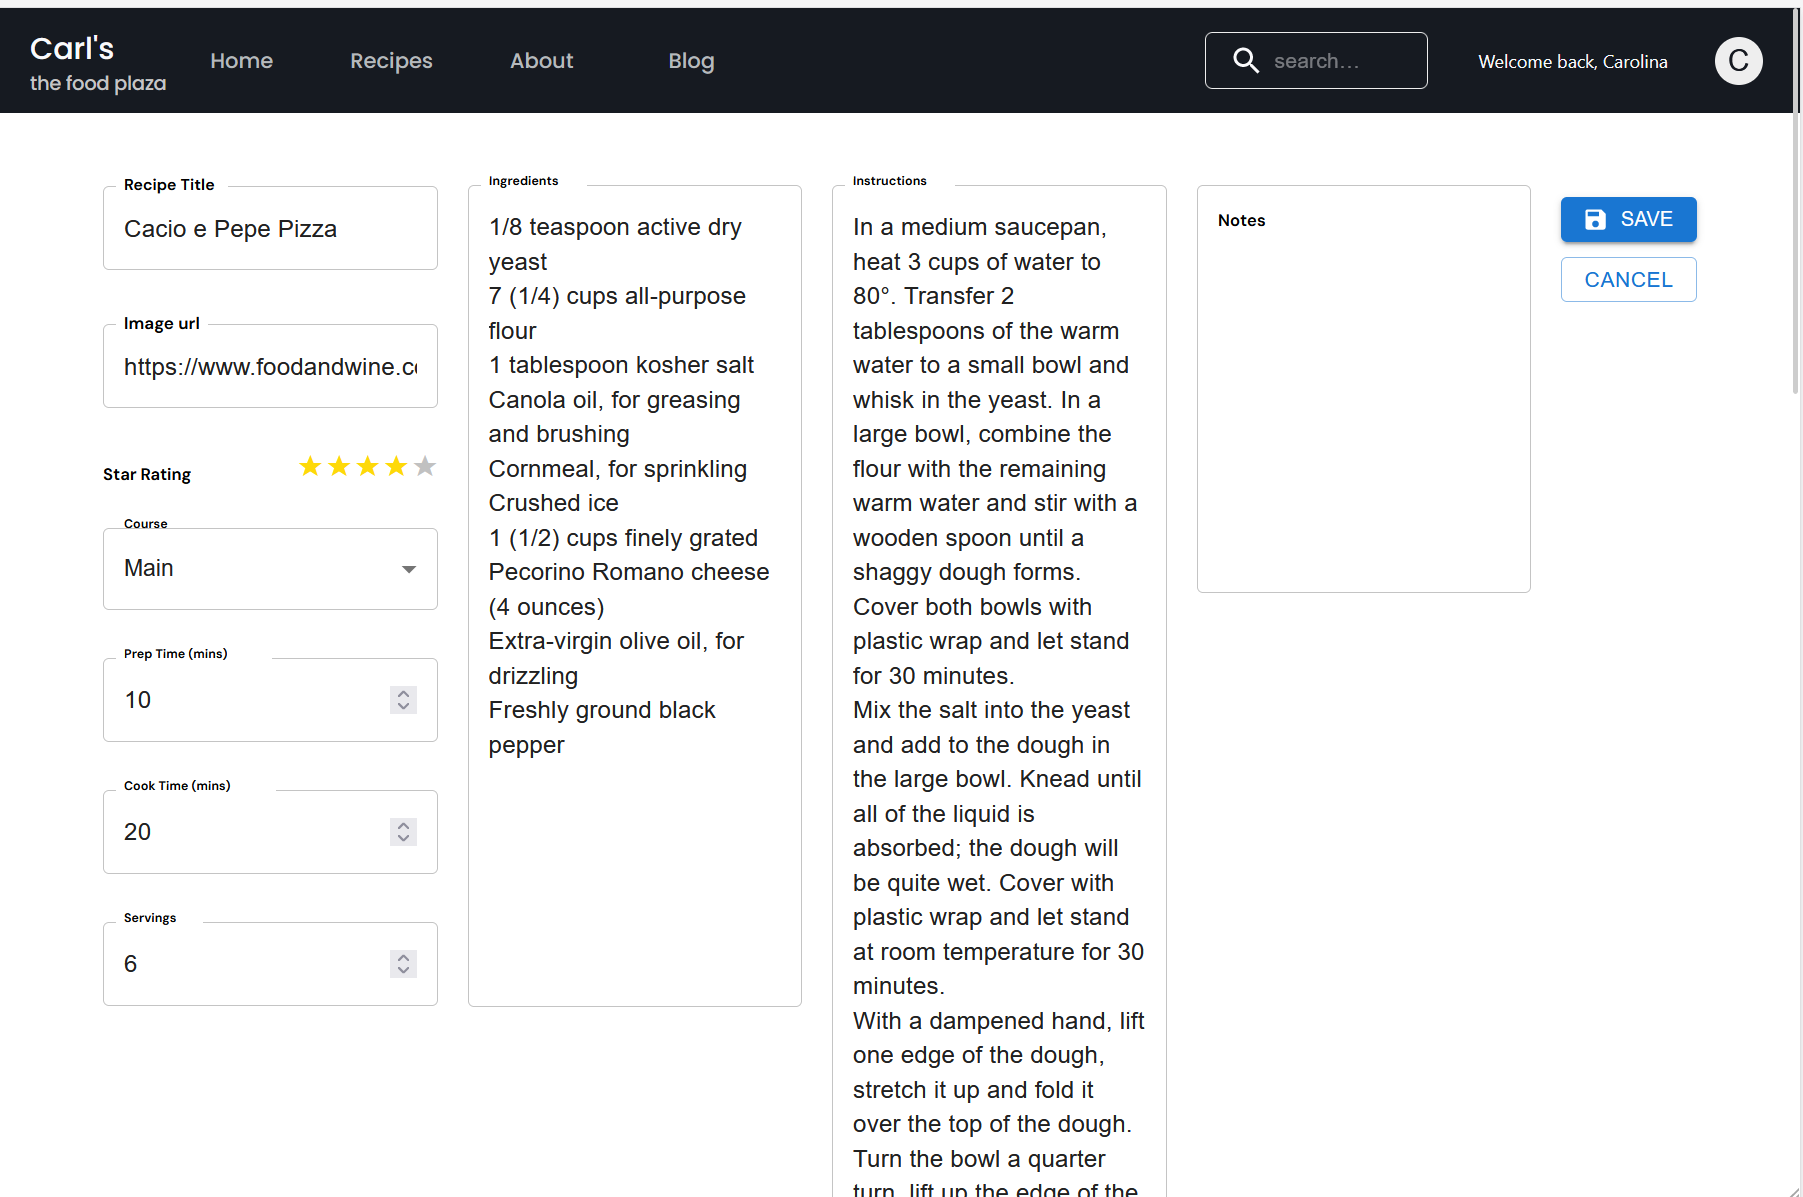 Carl's
the food plaza
Home
Recipes
About
Blog
search...
Welcome back, Carolina
C
Recipe Title
Cacio e Pepe Pizza
Image url
https://www.foodandwine.c
Star Rating
Course
Main
Prep Time (mins)
10
Cook Time (mins)
20
Servings
6
Ingredients
1/8 teaspoon active dry
yeast
7 (1/4) cups all-purpose
flour
1 tablespoon kosher salt
Canola oil, for greasing
and brushing
Cornmeal, for sprinkling
Crushed ice
1 (1/2) cups finely grated
Pecorino Romano cheese
(4 ounces)
Extra-virgin olive oil, for
drizzling
Freshly ground black
pepper
Instructions
In a medium saucepan,
heat 3 cups of water to
80°. Transfer 2
tablespoons of the warm
water to a small bowl and
whisk in the yeast. In a
large bowl, combine the
flour with the remaining
warm water and stir with a
wooden spoon until a
shaggy dough forms.
Cover both bowls with
plastic wrap and let stand
for 30 minutes.
Mix the salt into the yeast
and add to the dough in
the large bowl. Knead until
all of the liquid is
absorbed; the dough will
be quite wet. Cover with
plastic wrap and let stand
at room temperature for 30
minutes.
With a dampened hand, lift
one edge of the dough,
stretch it up and fold it
over the top of the dough.
Turn the bowl a quarter
turn, lift up the edge of the
Notes
SAVE
CANCEL